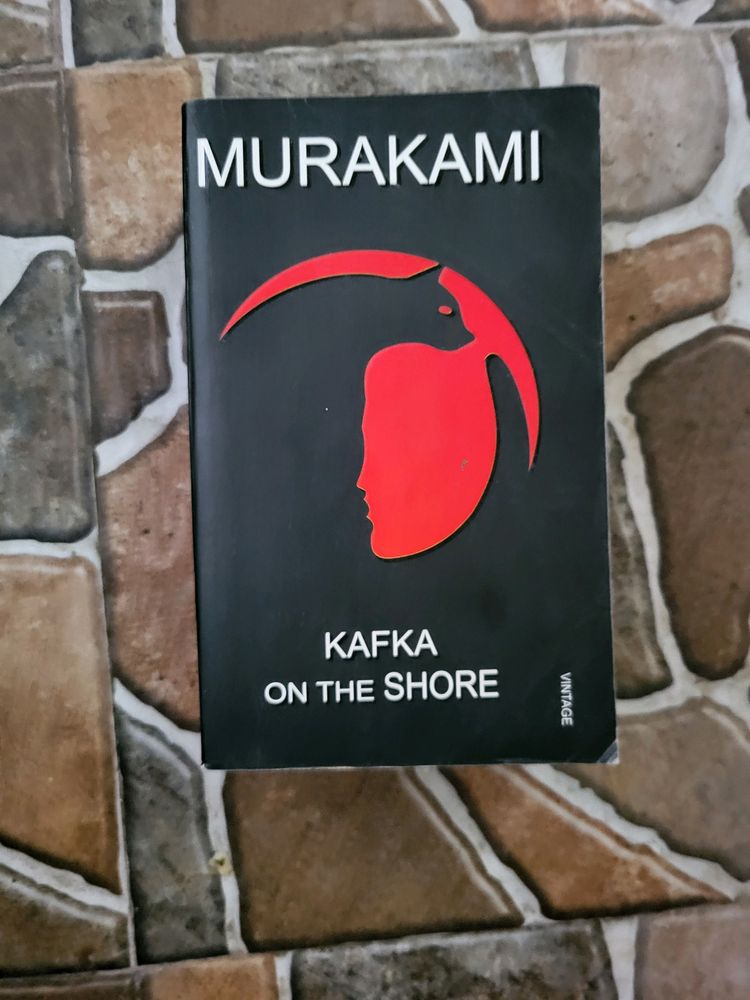 MURAKAMI
KAFKA
ON THE SHORE
VINTAGE